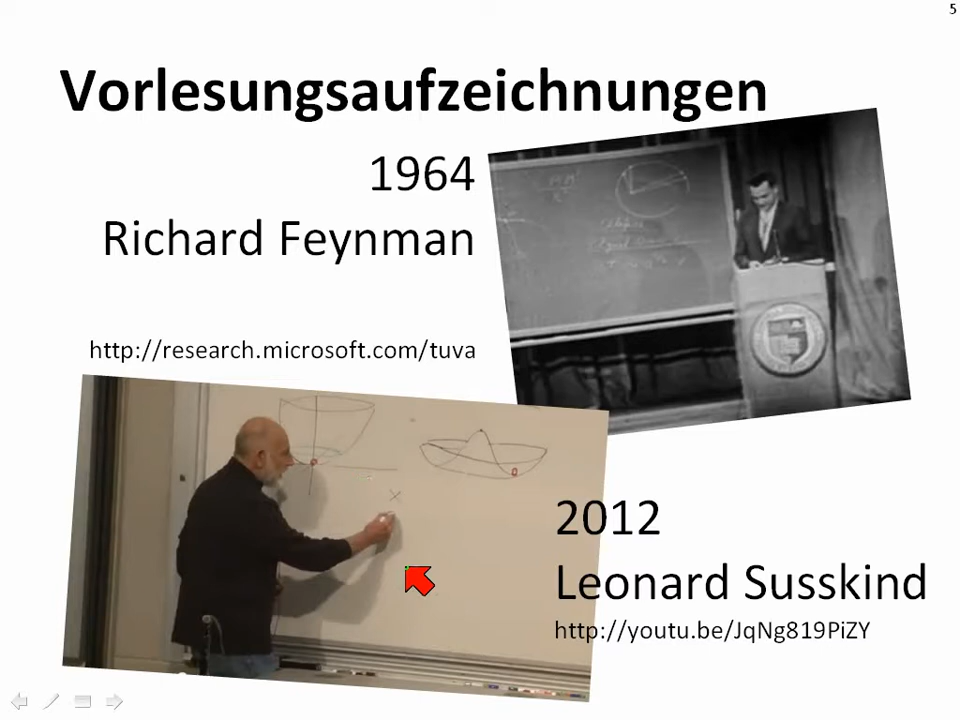 5
Vorlesungsaufzeichnungen
1964
Richard Feynman
http://research.microsoft.com/tuva
2012
Leonard Susskind
http://youtu.be/JqNg819PiZY